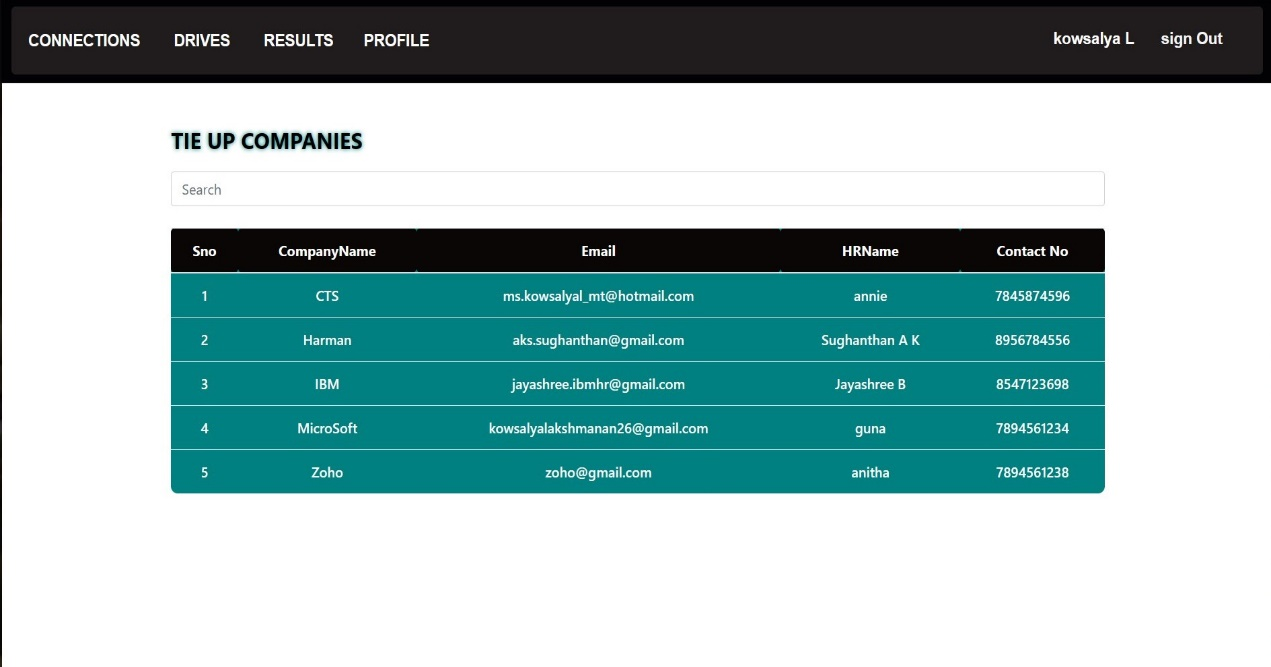 CONNECTIONS DRIVES RESULTS PROFILE kowsalya L sign Out
TIE UP COMPANIES
Search
Sno CompanyName Email HRName Contact No
1 CTS ms.kowsalyal_mt@hotmail.com annie 7845874596
2 Harman aks.sughanthan@gmail.com Sughanthan A K 8956784556
3 IBM jayashree.ibmhr@gmail.com Jayashree B 8547123698
4 MicroSoft kowsalyalakshmanan26@gmail.com guna 7894561234
5 Zoho zoho@gmail.com anitha 7894561238